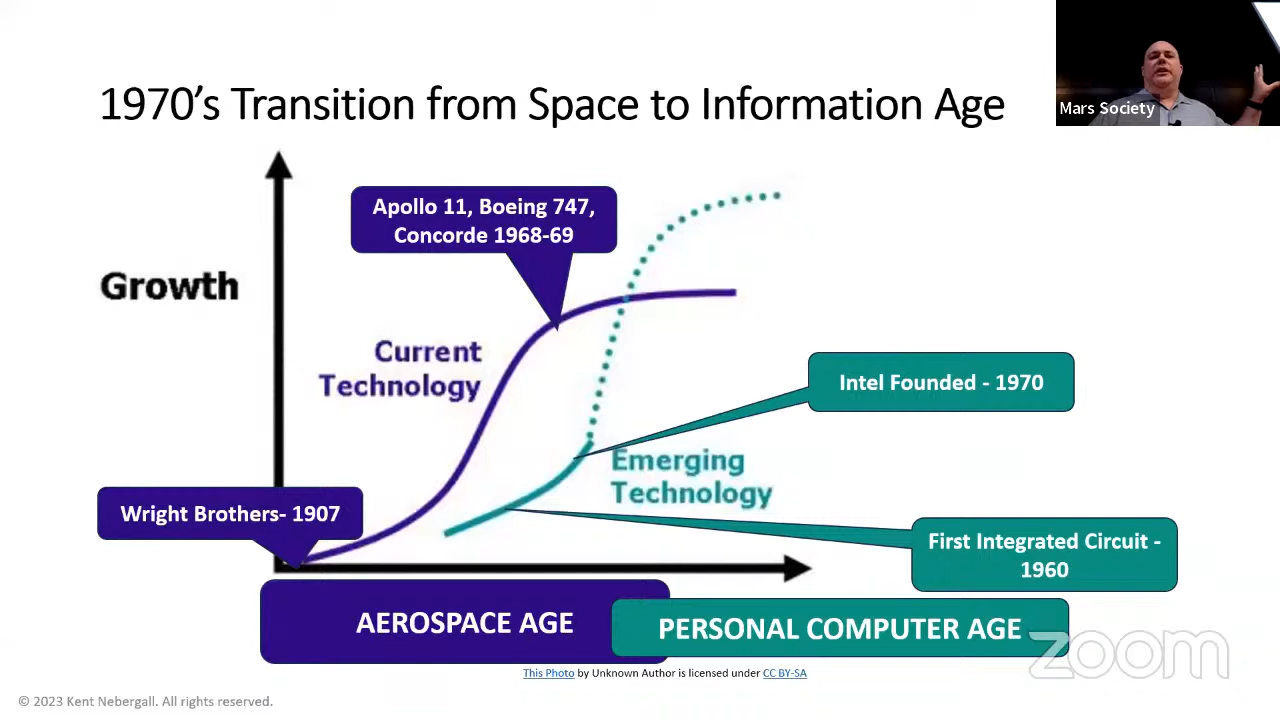 1970's Transition from Space to Information Age
Mars Society
Apollo 11, Boeing 747,
Concorde 1968-69
Growth
Current
Technology
Intel Founded - 1970
Emerging
Technology
Wright Brothers- 1907
First Integrated Circuit -
1960
AEROSPACE AGE
PERSONAL COMPUTER AGE
zoom
This Photo by Unknown Author is licensed under CC BY-SA
© 2023 Kent Nebergall. All rights reserved.